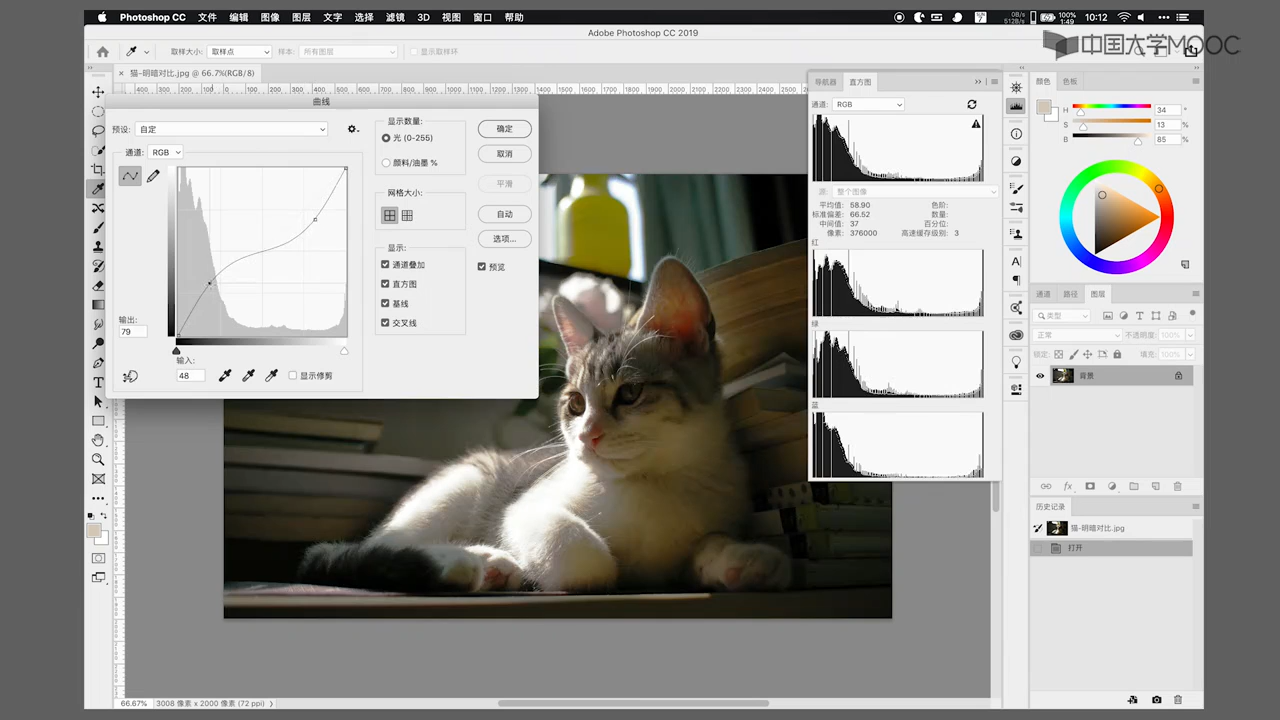 Photoshop CC 文件 编辑 图像 图层 文字 选择 滤镜 3D 视图 窗口 帮助
0B/s
0B/s
100%
1:49
10:12
Adobe Photoshop CC 2019
中国大学MOOC
取样大小: 取样点 样本: 所有图层 显示取样环
× 猫-明暗对比.jpg @ 66.7%(RGB/8)
曲线
预设: 自定
通道: RGB
输出:
79
输入:
48
显示修剪
显示数量:
光 (0-255)
颜料/油墨 %
网格大小:
显示:
通道叠加
直方图
基线
交叉线
确定
取消
平滑
自动
选项...
预览
导航器 直方图
通道: RGB
源: 整个图像
平均值: 58.90 色阶:
标准偏差: 66.52 数量:
中间值: 37 百分位:
像素: 376000 高速缓存级别: 3
红
绿
蓝
颜色 色板
H 34 °
S 13 %
B 85 %
通道 路径 图层
类型
正常 不透明度: 100%
锁定: 填充: 100%
背景
fx
历史记录
猫-明暗对比.jpg
打开
66.67% 3008 像素 x 2000 像素 (72 ppi)